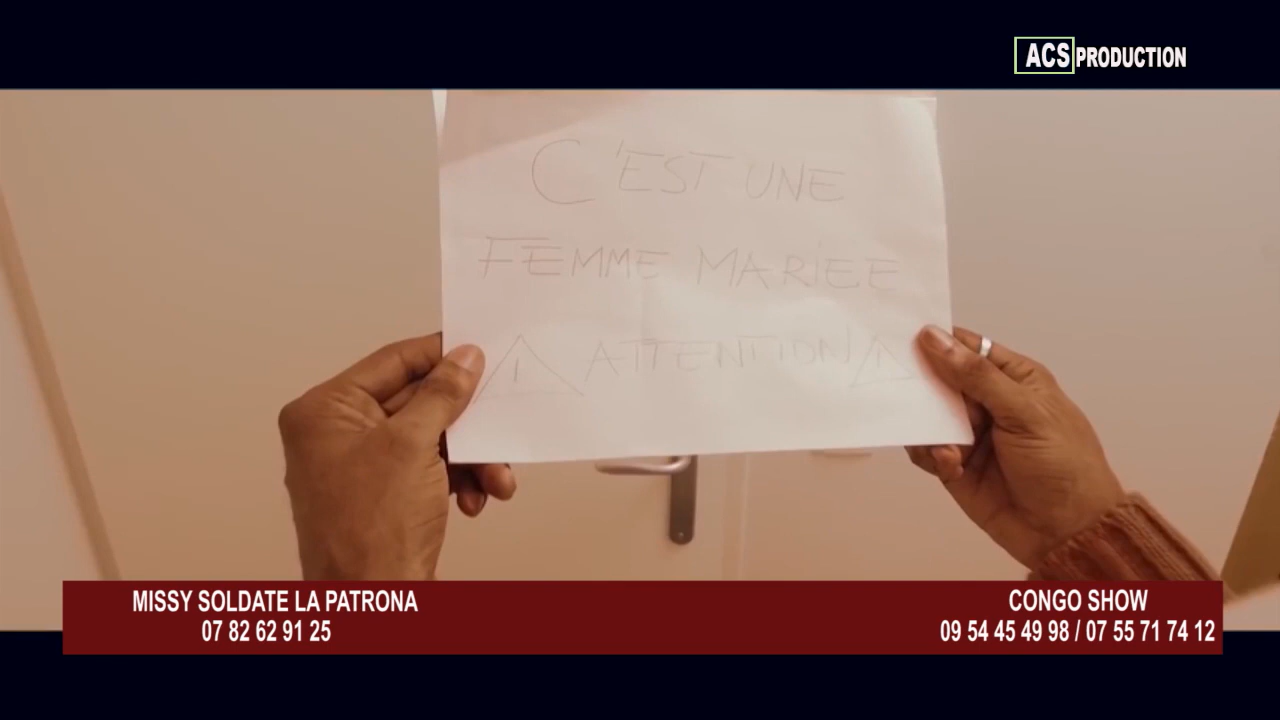 ACS PRODUCTION
C'EST UNE
FEMME MARIEE
ATTENTION
MISSY SOLDATE LA PATRONA
07 82 62 91 25
CONGO SHOW
09 54 45 49 98 / 07 55 71 74 12